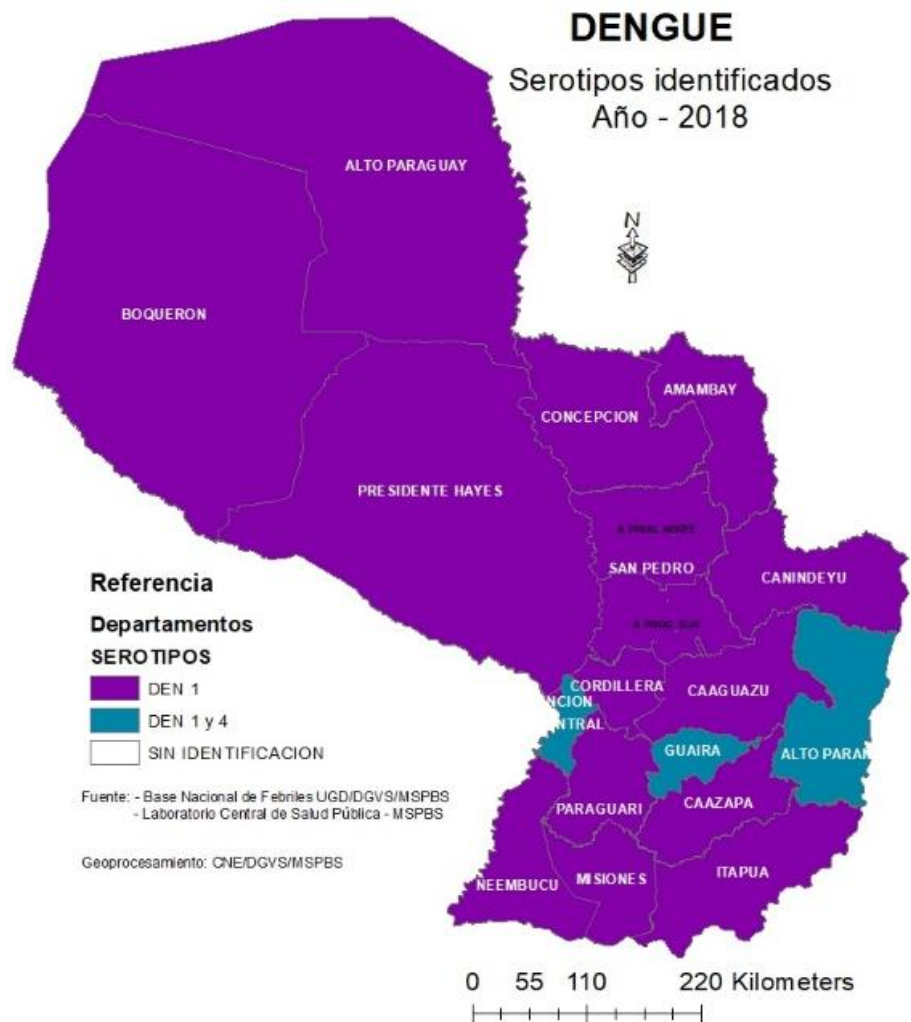 DENGUE
Serotipos identificados
Año - 2018
N
ALTO PARAGUAY
BOQUERON
AMAMBAY
CONCEPCION
PRESIDENTE HAYES
SAN PEDRO
CANINDEYU
CORDILLERA
CAAGUAZU
NCION
NTRAL
GUAIRA
ALTO PARAN
PARAGUARI
CAAZAPA
ÑEEMBUCU
MISIONES
ITAPUA
Referencia
Departamentos
SEROTIPOS
DEN 1
DEN 1 y 4
SIN IDENTIFICACION
Fuente: - Base Nacional de Febriles UGD/DGVS/MSPBS
- Laboratorio Central de Salud Pública - MSPBS
Geoprocesamiento: CNE/DGVS/MSPBS
0 55 110 220 Kilometers